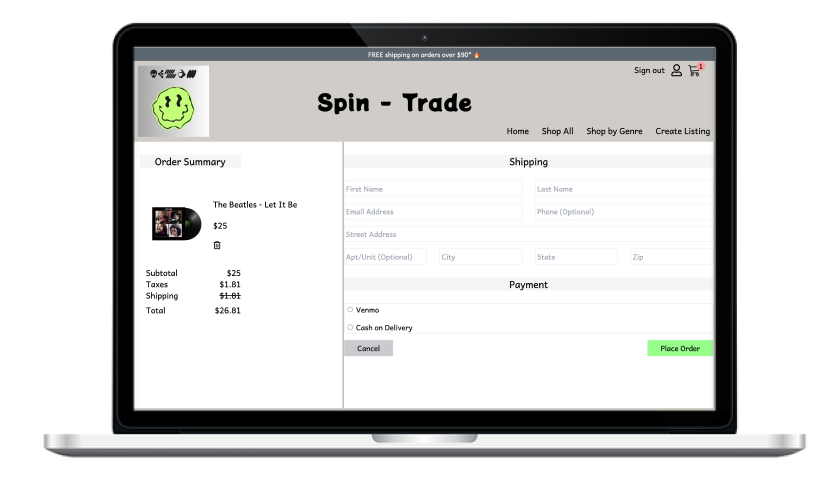 FREE shipping on orders over $90* 🔥
Sign out 1
Spin - Trade
Home Shop All Shop by Genre Create Listing
Order Summary
The Beatles - Let It Be
$25
Subtotal $25
Taxes $1.81
Shipping $1.81
Total $26.81
Shipping
First Name Last Name
Email Address Phone (Optional)
Street Address
Apt/Unit (Optional) City State Zip
Payment
Venmo
Cash on Delivery
Cancel Place Order